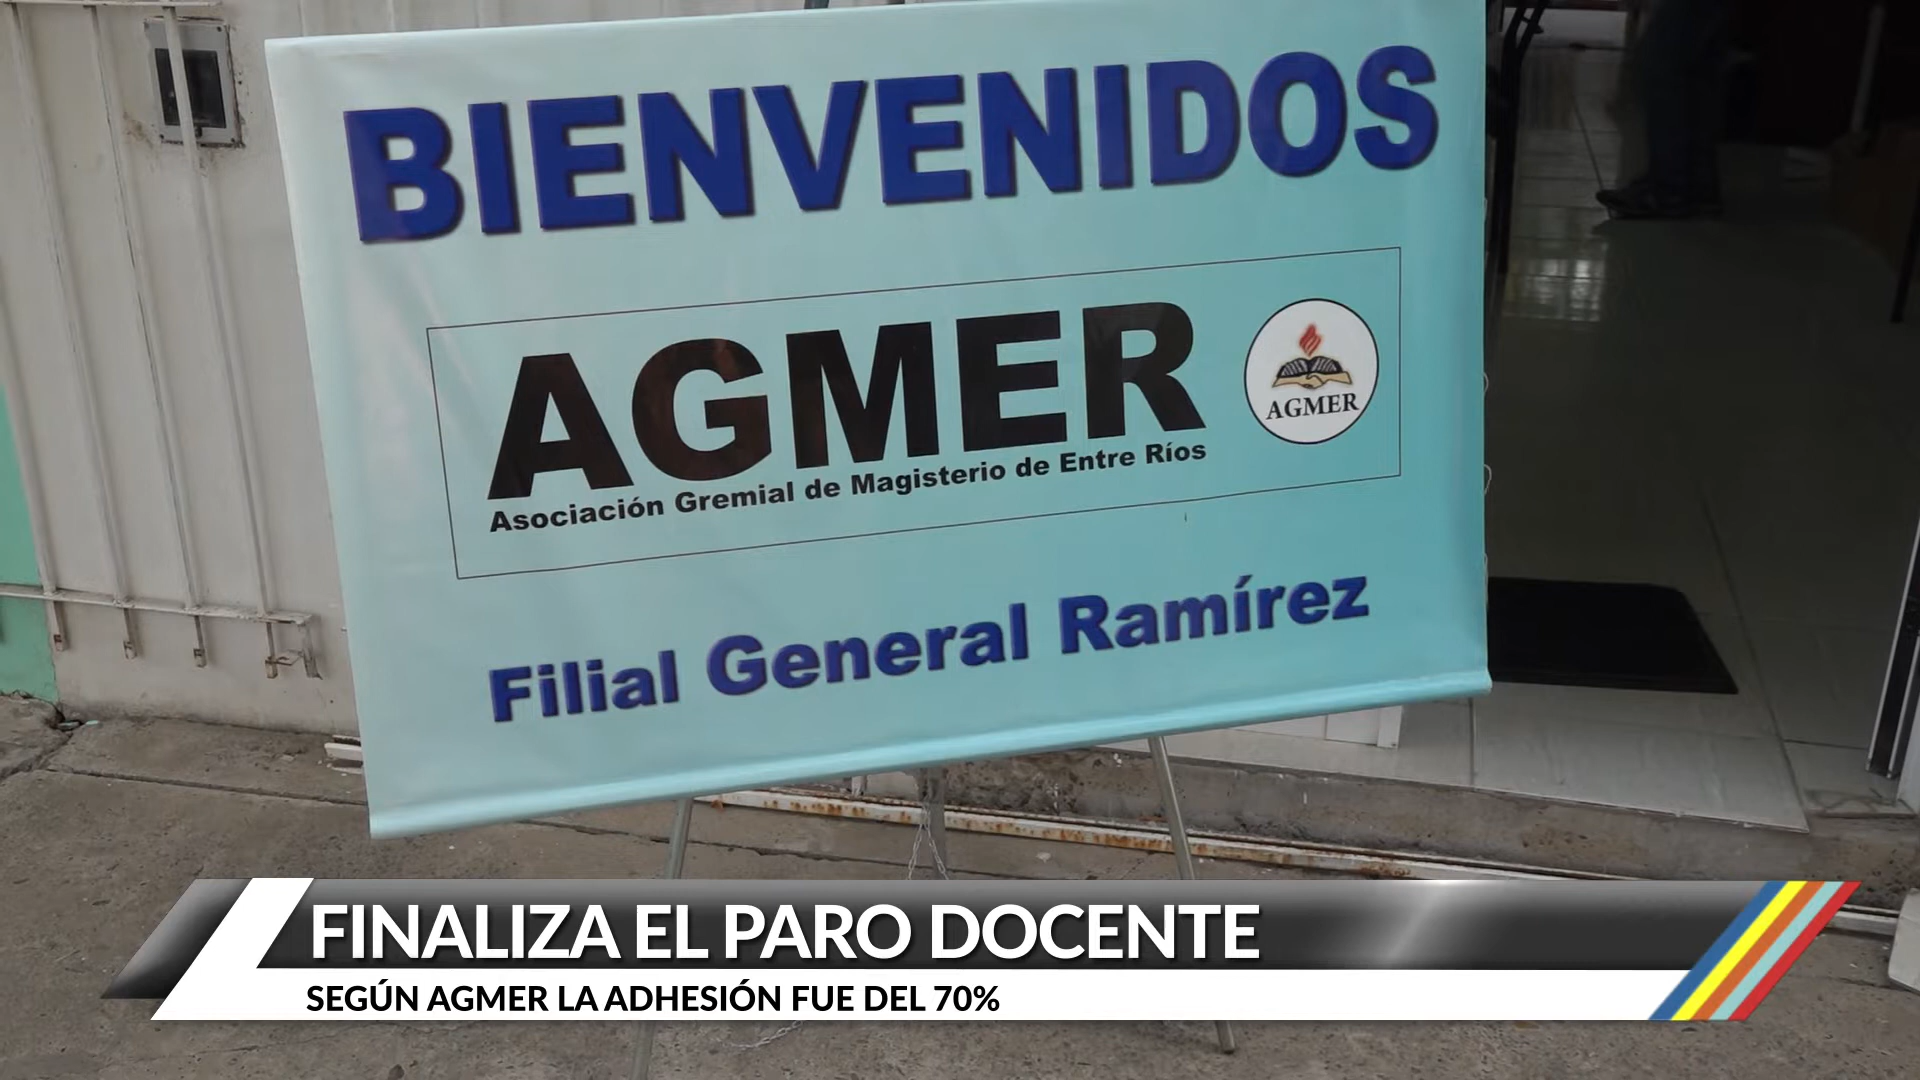 BIENVENIDOS
AGMER
Asociación Gremial de Magisterio de Entre Ríos
AGMER
Filial General Ramírez
FINALIZA EL PARO DOCENTE
SEGÚN AGMER LA ADHESIÓN FUE DEL 70%